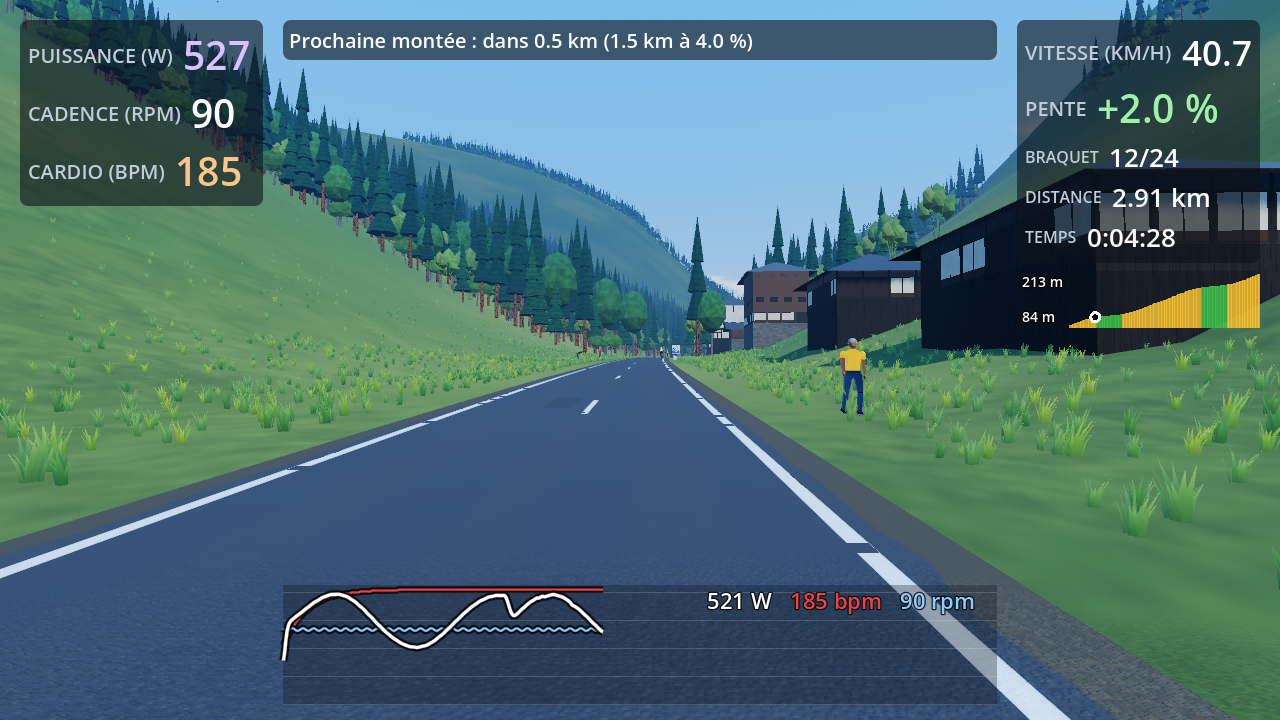 PUISSANCE (W) 527
CADENCE (RPM) 90
CARDIO (BPM) 185
Prochaine montée : dans 0.5 km (1.5 km à 4.0 %)
VITESSE (KM/H) 40.7
PENTE +2.0 %
BRAQUET 12/24
DISTANCE 2.91 km
TEMPS 0:04:28
213 m
84 m
521 W 185 bpm 90 rpm